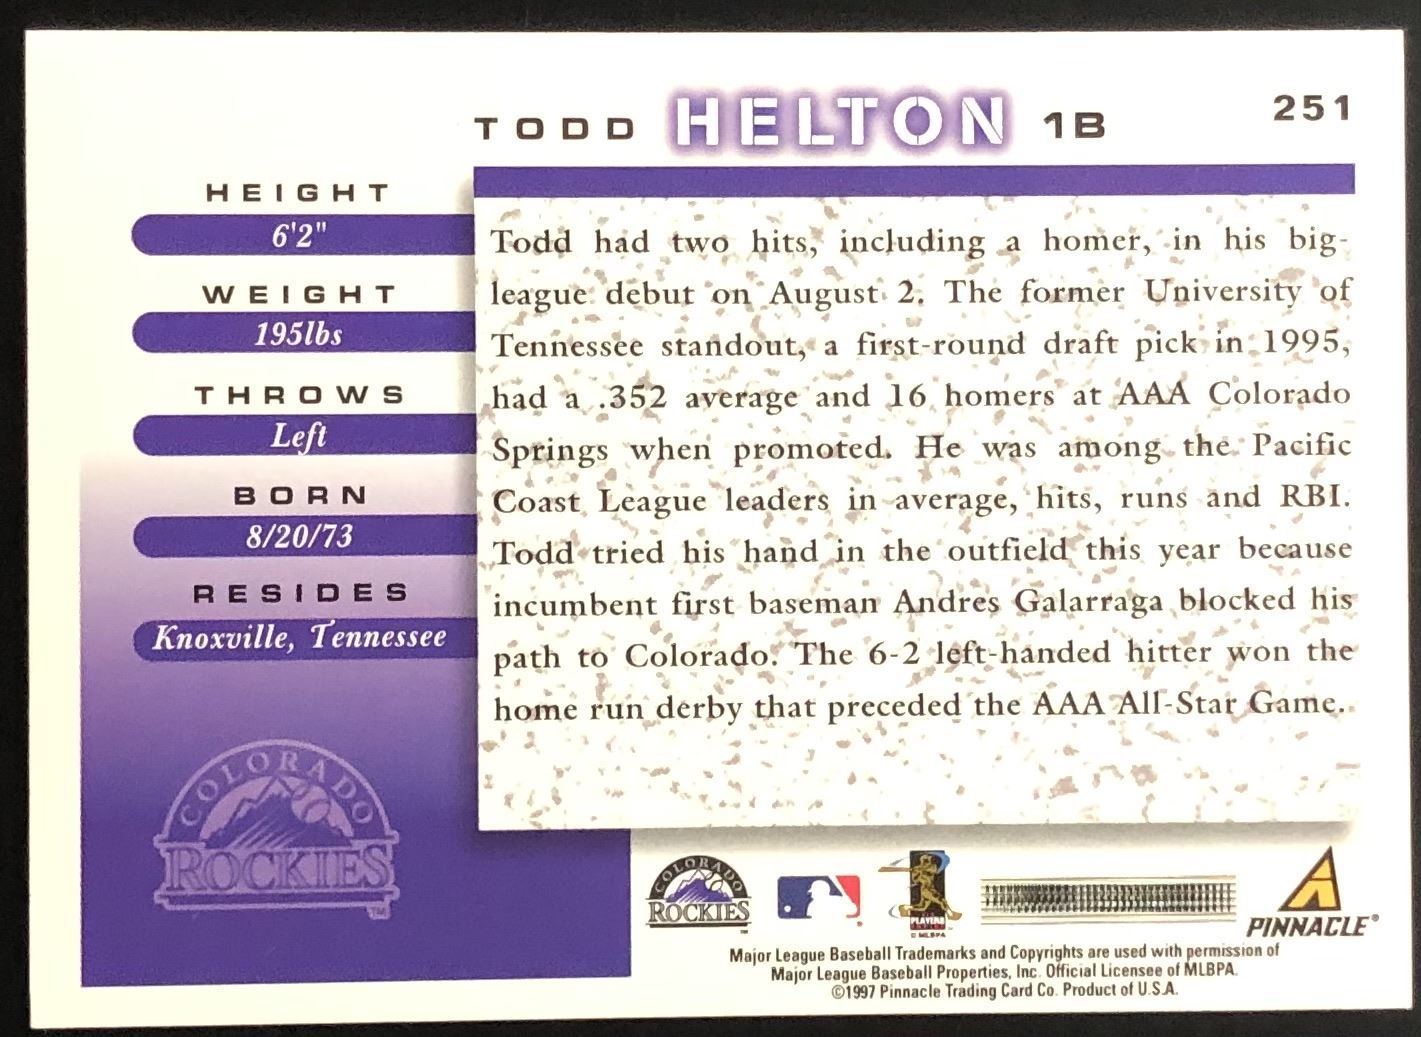 TODD HELTON 1B
251
HEIGHT
6'2"
WEIGHT
195lbs
THROWS
Left
BORN
8/20/73
RESIDES
Knoxville, Tennessee
Todd had two hits, including a homer, in his big-
league debut on August 2. The former University of
Tennessee standout, a first-round draft pick in 1995,
had a .352 average and 16 homers at AAA Colorado
Springs when promoted. He was among the Pacific
Coast League leaders in average, hits, runs and RBI.
Todd tried his hand in the outfield this year because
incumbent first baseman Andres Galarraga blocked his
path to Colorado. The 6-2 left-handed hitter won the
home run derby that preceded the AAA All-Star Game.
COLORADO
ROCKIES
TM
COLORADO
ROCKIES
TM
PLAYERS
© MLBPA
PINNACLE®
Major League Baseball Trademarks and Copyrights are used with permission of
Major League Baseball Properties, Inc. Official Licensee of MLBPA.
©1997 Pinnacle Trading Card Co. Product of U.S.A.